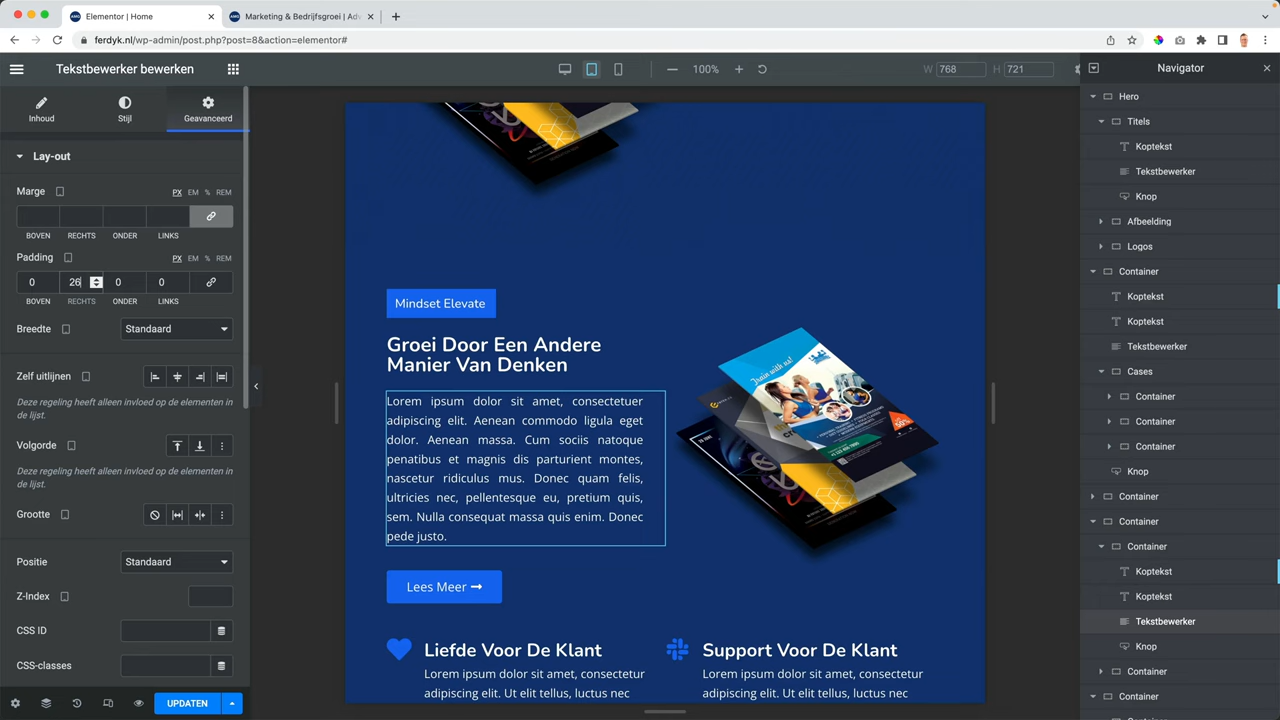 Elementor | Home
Marketing & Bedrijfsgroei | Ad
ferdyk.nl/wp-admin/post.php?post=8&action=elementor#
Tekstbewerker bewerken
100%
W 768
H 721
Navigator
Inhoud
Stijl
Geavanceerd
Lay-out
Marge
PX EM % REM
BOVEN RECHTS ONDER LINKS
Padding
PX EM % REM
0 26 0 0
BOVEN RECHTS ONDER LINKS
Breedte
Standaard
Zelf uitlijnen
Deze regeling heeft alleen invloed op de elementen in
de lijst.
Volgorde
Deze regeling heeft alleen invloed op de elementen in
de lijst.
Grootte
Positie
Standaard
Z-Index
CSS ID
CSS-classes
UPDATEN
Mindset Elevate
Groei Door Een Andere
Manier Van Denken
Lorem ipsum dolor sit amet, consectetuer
adipiscing elit. Aenean commodo ligula eget
dolor. Aenean massa. Cum sociis natoque
penatibus et magnis dis parturient montes,
nascetur ridiculus mus. Donec quam felis,
ultricies nec, pellentesque eu, pretium quis,
sem. Nulla consequat massa quis enim. Donec
pede justo.
Lees Meer
Train with us!
50%
Liefde Voor De Klant
Lorem ipsum dolor sit amet, consectetur
adipiscing elit. Ut elit tellus, luctus nec
Support Voor De Klant
Lorem ipsum dolor sit amet, consectetur
adipiscing elit. Ut elit tellus, luctus nec
Hero
Titels
Koptekst
Tekstbewerker
Knop
Afbeelding
Logos
Container
Koptekst
Koptekst
Tekstbewerker
Cases
Container
Container
Container
Knop
Container
Container
Container
Koptekst
Koptekst
Tekstbewerker
Knop
Container
Container